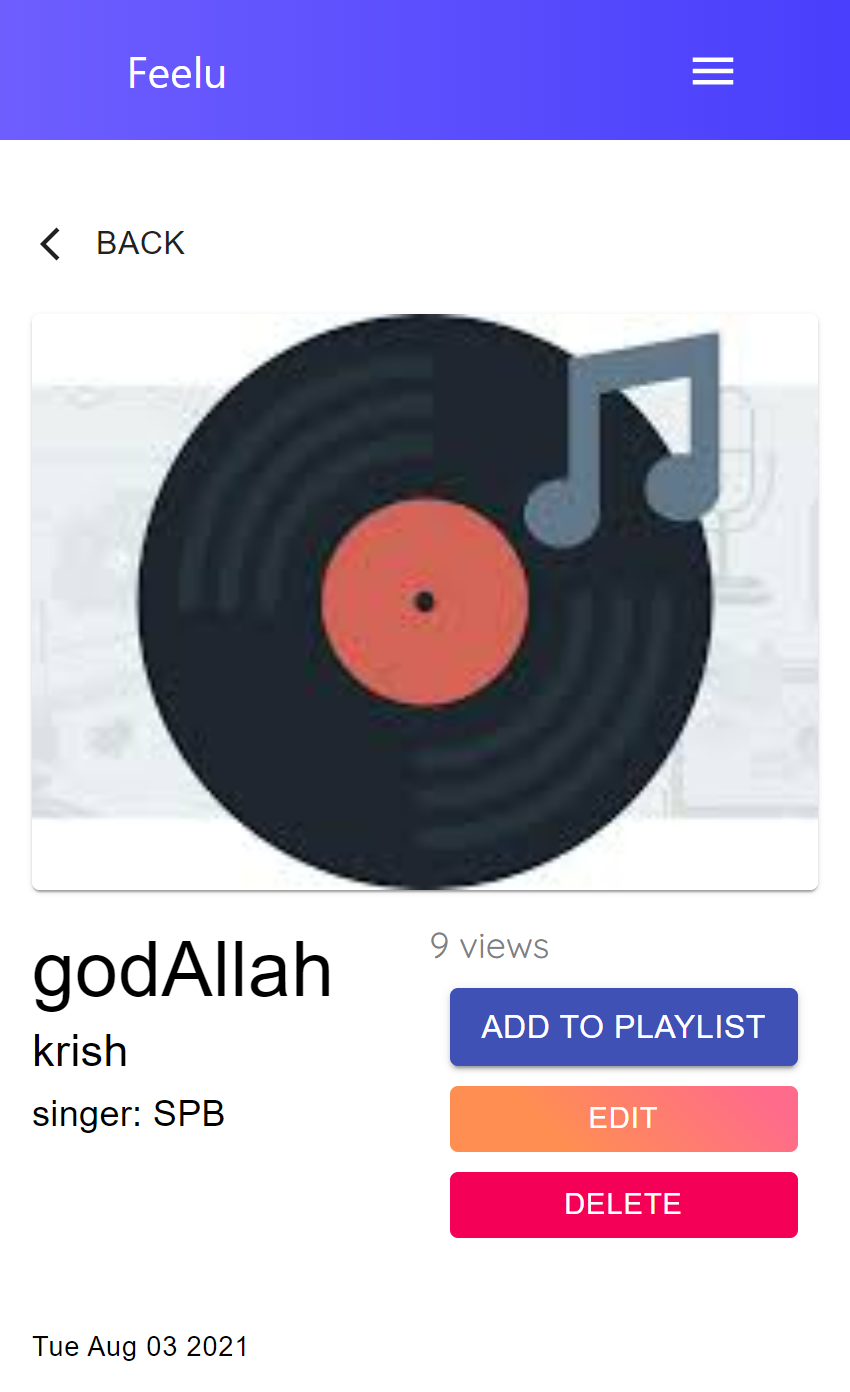 Feelu
BACK
godAllah
krish
singer: SPB
9 views
ADD TO PLAYLIST
EDIT
DELETE
Tue Aug 03 2021